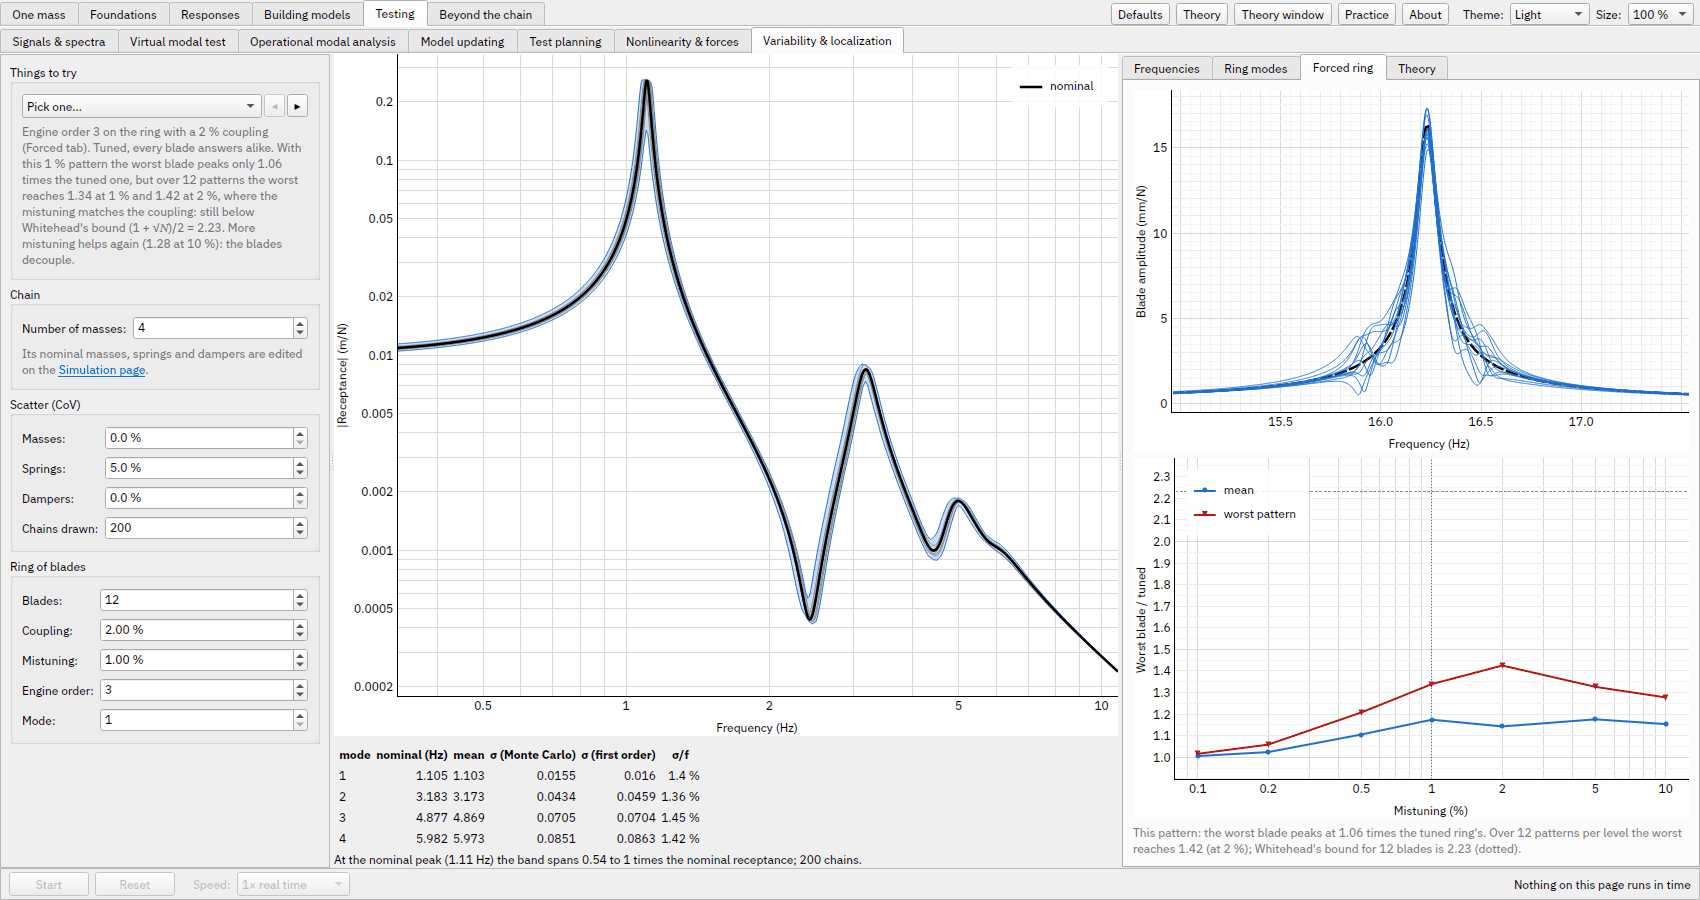 One mass Foundations Responses Building models Testing Beyond the chain Defaults Theory Theory window Practice About Theme: Light Size: 100 %
Signals & spectra Virtual modal test Operational modal analysis Model updating Test planning Nonlinearity & forces Variability & localization
Things to try
Pick one...
Engine order 3 on the ring with a 2 % coupling
(Forced tab). Tuned, every blade answers alike. With
this 1 % pattern the worst blade peaks only 1.06
times the tuned one, but over 12 patterns the worst
reaches 1.34 at 1 % and 1.42 at 2 %, where the
mistuning matches the coupling: still below
Whitehead's bound (1 + √N)/2 = 2.23. More
mistuning helps again (1.28 at 10 %): the blades
decouple.
Chain
Number of masses: 4
Its nominal masses, springs and dampers are edited
on the Simulation page.
Scatter (CoV)
Masses: 0.0 %
Springs: 5.0 %
Dampers: 0.0 %
Chains drawn: 200
Ring of blades
Blades: 12
Coupling: 2.00 %
Mistuning: 1.00 %
Engine order: 3
Mode: 1
nominal
|Receptance| (m/N)
0.2
0.1
0.05
0.02
0.01
0.005
0.002
0.001
0.0005
0.0002
0.5 1 2 5 10
Frequency (Hz)
mode nominal (Hz) mean σ (Monte Carlo) σ (first order) σ/f
1 1.105 1.103 0.0155 0.016 1.4 %
2 3.183 3.173 0.0434 0.0459 1.36 %
3 4.877 4.869 0.0705 0.0704 1.45 %
4 5.982 5.973 0.0851 0.0863 1.42 %
At the nominal peak (1.11 Hz) the band spans 0.54 to 1 times the nominal receptance; 200 chains.
Frequencies Ring modes Forced ring Theory
Blade amplitude (mm/N)
15
10
5
0
15.5 16.0 16.5 17.0
Frequency (Hz)
Worst blade / tuned
2.3
2.2
2.1
2.0
1.9
1.8
1.7
1.6
1.5
1.4
1.3
1.2
1.1
1.0
mean
worst pattern
0.1 0.2 0.5 1 2 5 10
Mistuning (%)
This pattern: the worst blade peaks at 1.06 times the tuned ring's. Over 12 patterns per level the worst
reaches 1.42 (at 2 %); Whitehead's bound for 12 blades is 2.23 (dotted).
Start Reset Speed: 1× real time Nothing on this page runs in time